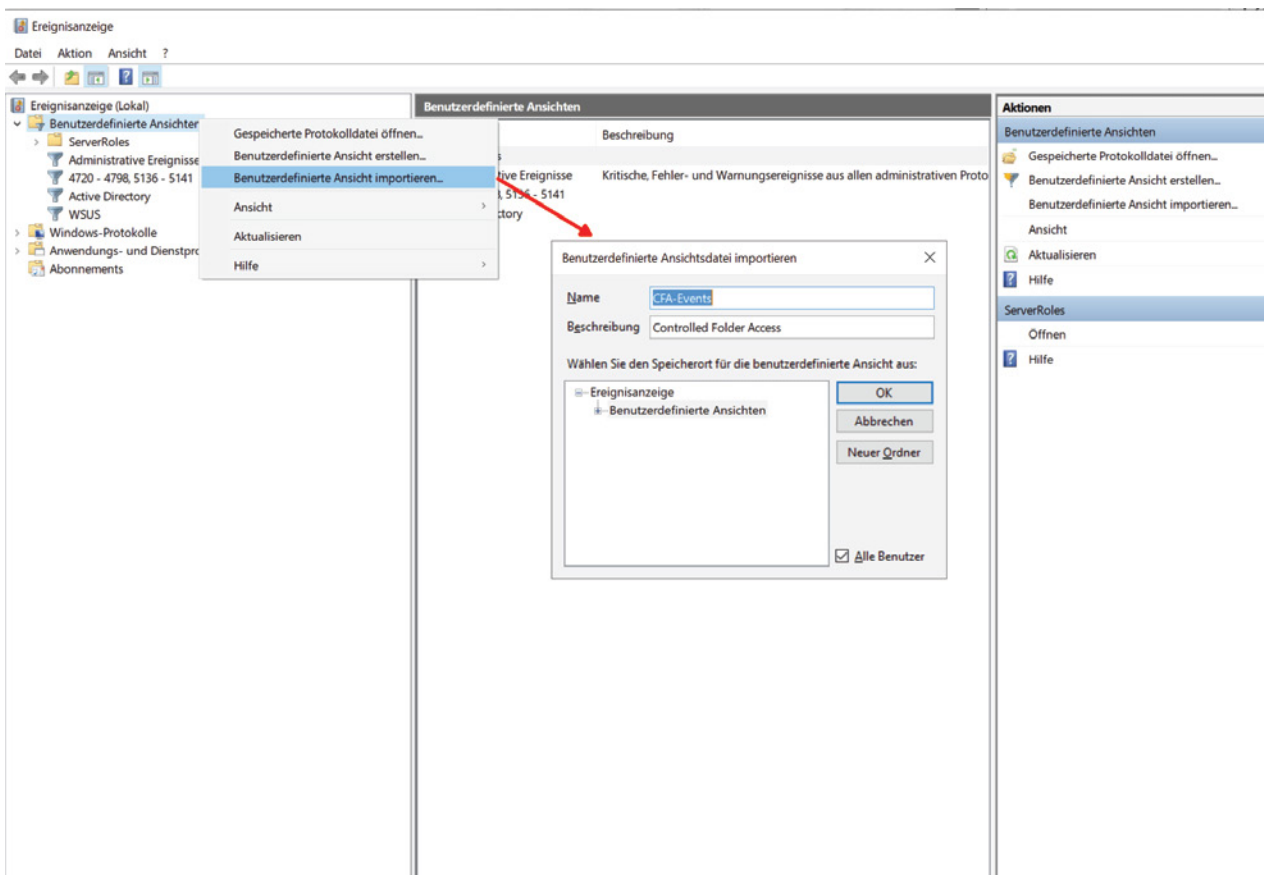 Ereignisanzeige
Datei Aktion Ansicht ?
Ereignisanzeige (Lokal)
Benutzerdefinierte Ansichten
ServerRoles
Administrative Ereignisse
4720 - 4798, 5136 - 5141
Active Directory
WSUS
Windows-Protokolle
Anwendungs- und Dienstpro
Abonnements
Gespeicherte Protokolldatei öffnen...
Benutzerdefinierte Ansicht erstellen...
Benutzerdefinierte Ansicht importieren...
Ansicht
Aktualisieren
Hilfe
Benutzerdefinierte Ansichten
Beschreibung
s
tive Ereignisse Kritische, Fehler- und Warnungsereignisse aus allen administrativen Proto
, 5136 - 5141
ctory
Benutzerdefinierte Ansichtsdatei importieren
Name CFA-Events
Beschreibung Controlled Folder Access
Wählen Sie den Speicherort für die benutzerdefinierte Ansicht aus:
Ereignisanzeige
Benutzerdefinierte Ansichten
OK
Abbrechen
Neuer Ordner
Alle Benutzer
Aktionen
Benutzerdefinierte Ansichten
Gespeicherte Protokolldatei öffnen...
Benutzerdefinierte Ansicht erstellen...
Benutzerdefinierte Ansicht importieren...
Ansicht
Aktualisieren
Hilfe
ServerRoles
Öffnen
Hilfe